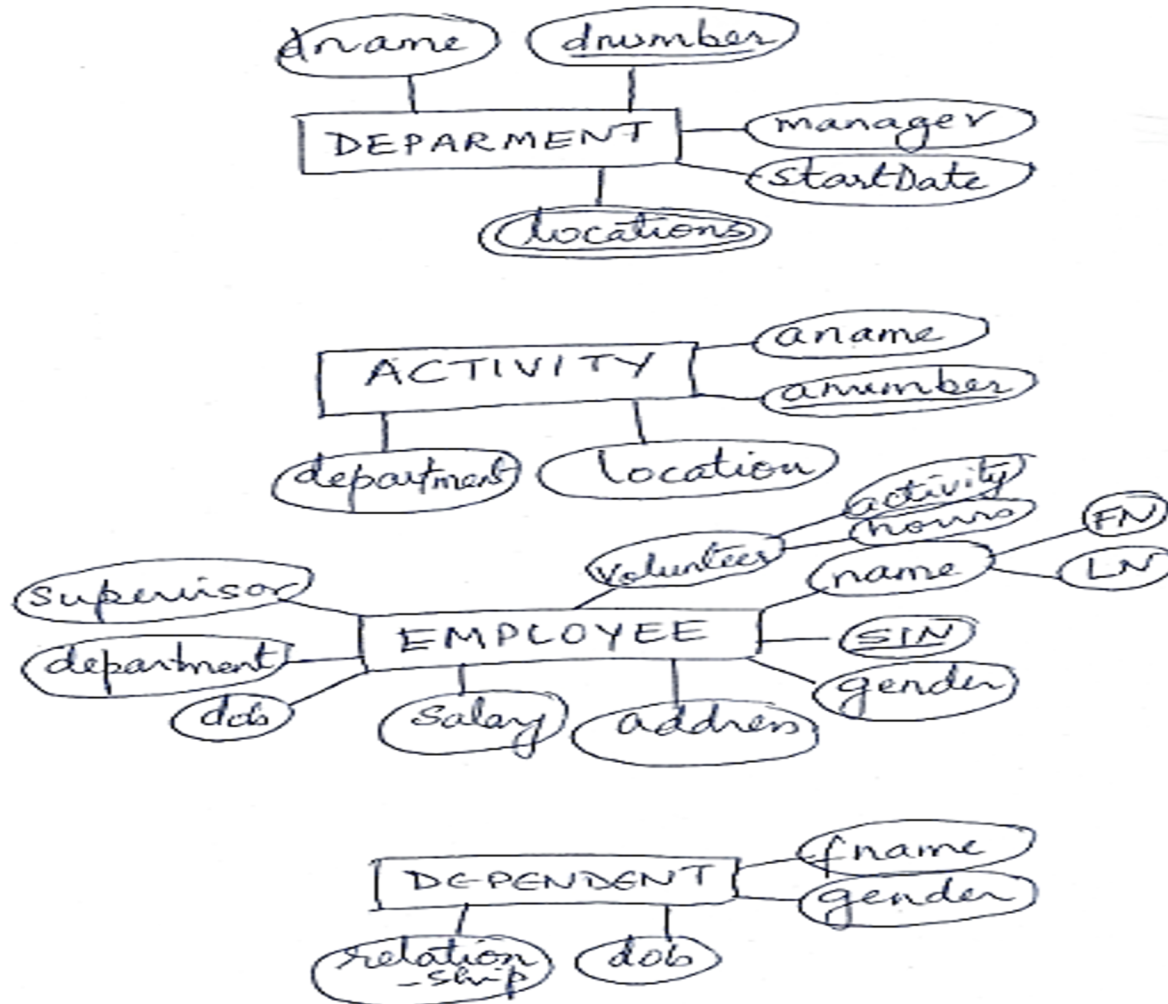 dname
dnumber
DEPARMENT
manager
startDate
locations
ACTIVITY
aname
anumber
department
location
activity
hours
volunteer
name
FN
LN
supervisor
EMPLOYEE
SIN
department
gender
dob
salary
address
DEPENDENT
fname
gender
relation
-ship
dob